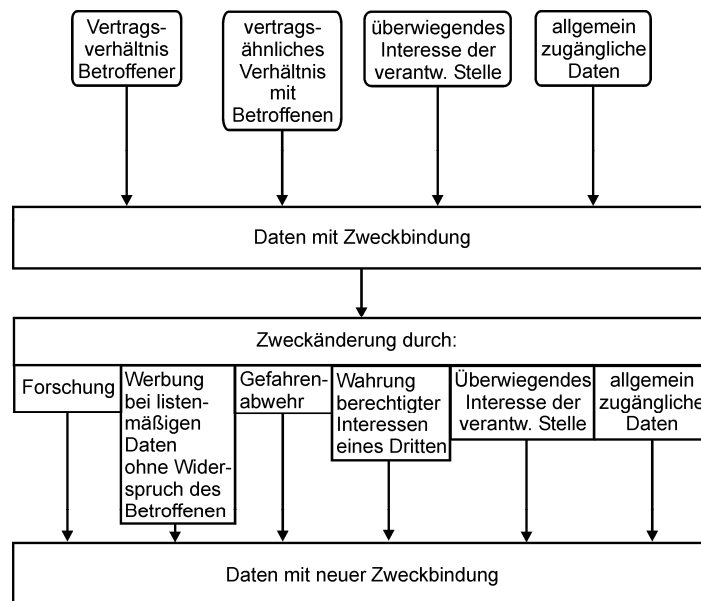 Vertrags-
verhältnis
Betroffener
vertrags-
ähnliches
Verhältnis
mit
Betroffenen
überwiegendes
Interesse der
verantw. Stelle
allgemein
zugängliche
Daten
Daten mit Zweckbindung
Zweckänderung durch:
Forschung
Werbung
bei listen-
mäßigen
Daten
ohne Wider-
spruch des
Betroffenen
Gefahren-
abwehr
Wahrung
berechtigter
Interessen
eines Dritten
Überwiegendes
Interesse der
verantw. Stelle
allgemein
zugängliche
Daten
Daten mit neuer Zweckbindung